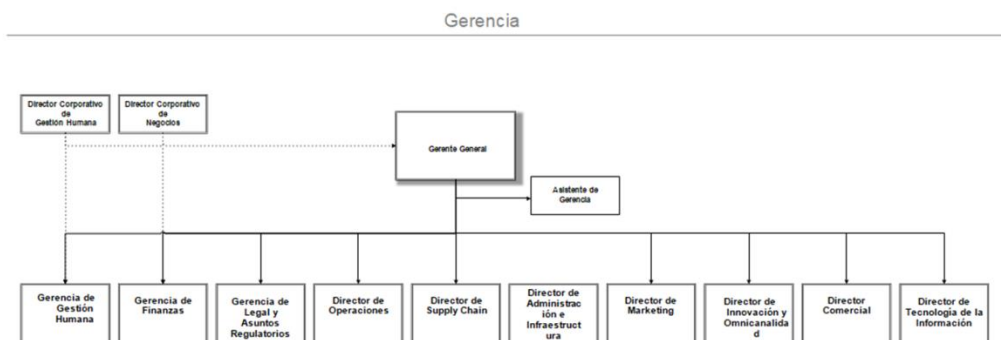 Gerencia
Director Corporativo
de
Gestión Humana
Director Corporativo
de
Negocios
Gerente General
Asistente de
Gerencia
Gerencia de
Gestión
Humana
Gerencia de
Finanzas
Gerencia de
Legal y
Asuntos
Regulatorios
Director de
Operaciones
Director de
Supply Chain
Director de
Administrac
ión e
Infraestruct
ura
Director de
Marketing
Director de
Innovación y
Omnicanalida
d
Director
Comercial
Director de
Tecnología de la
Información